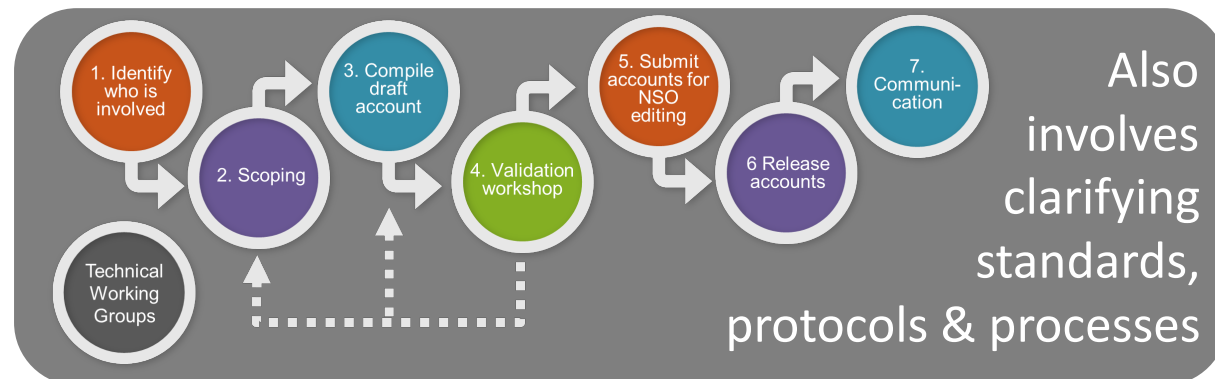 1. Identify
who is
involved
2. Scoping
3. Compile
draft
account
4. Validation
workshop
5. Submit
accounts for
NSO
editing
6 Release
accounts
7.
Communi-
cation
Technical
Working
Groups
Also
involves
clarifying
standards,
protocols & processes